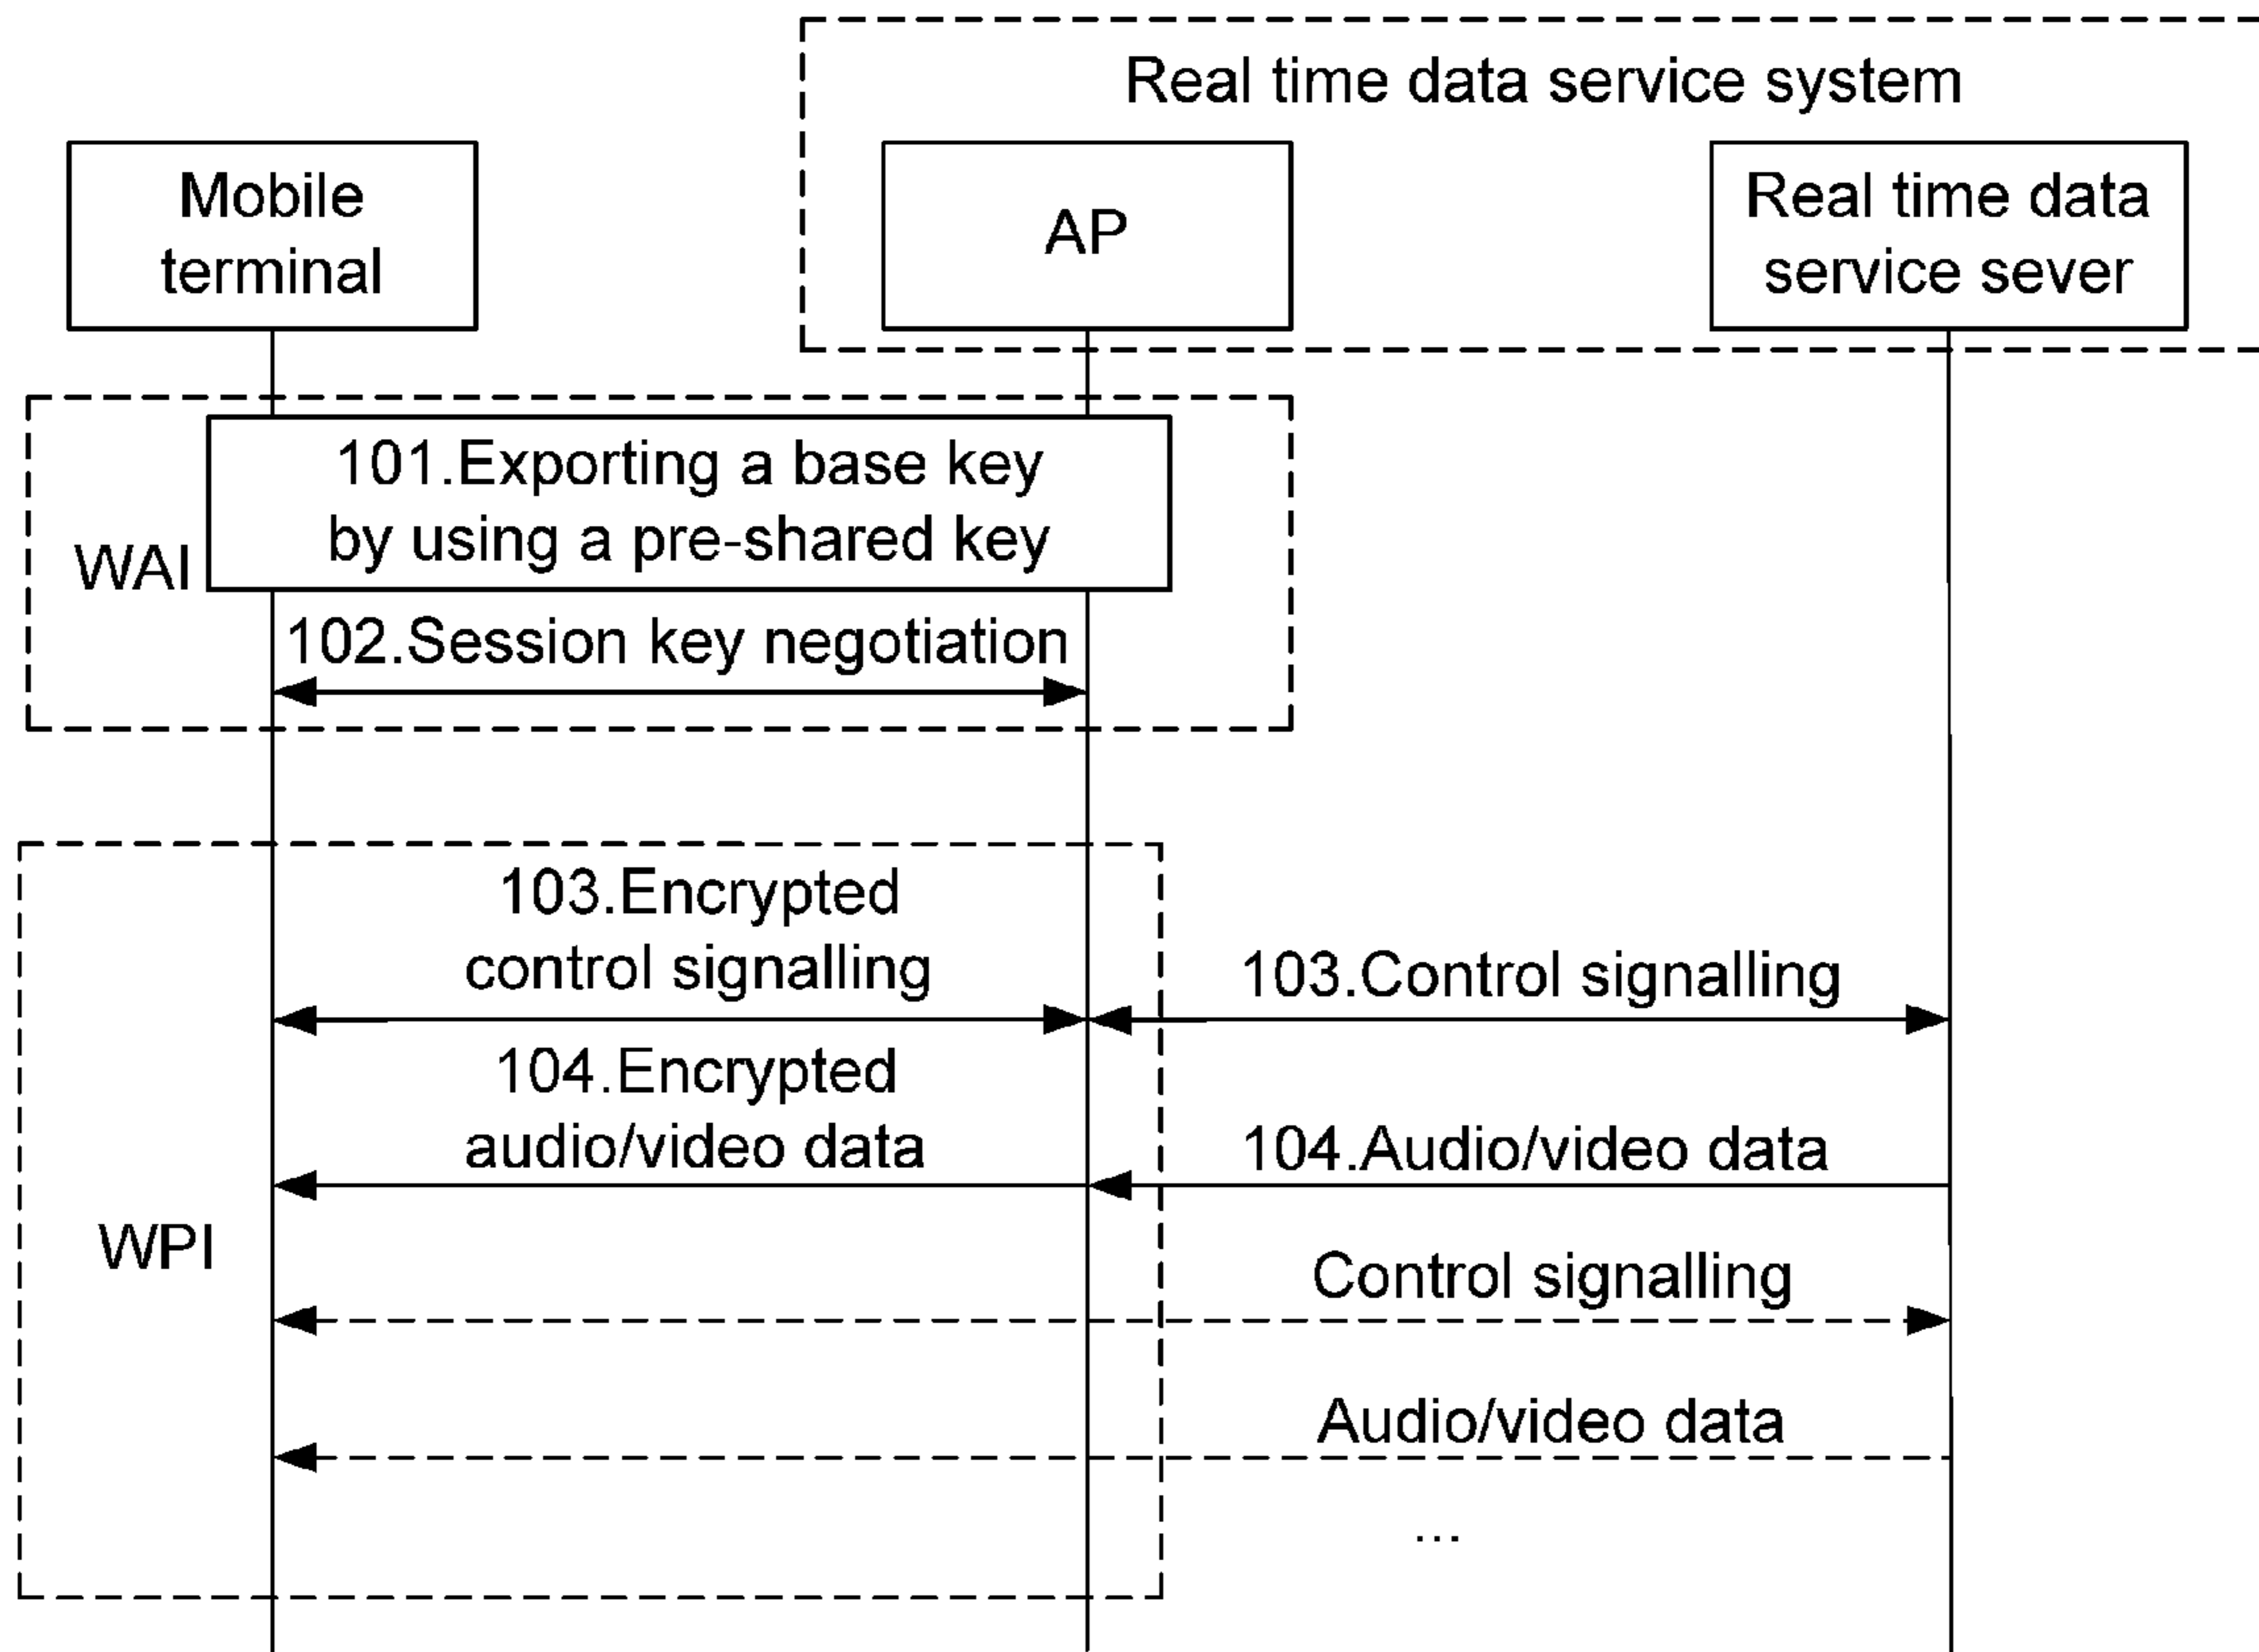 Real time data service system
Mobile
terminal
AP
Real time data
service sever
101.Exporting a base key
by using a pre-shared key
WAI
102.Session key negotiation
103.Encrypted
control signalling
103.Control signalling
104.Encrypted
audio/video data
104.Audio/video data
WPI
Control signalling
Audio/video data
...